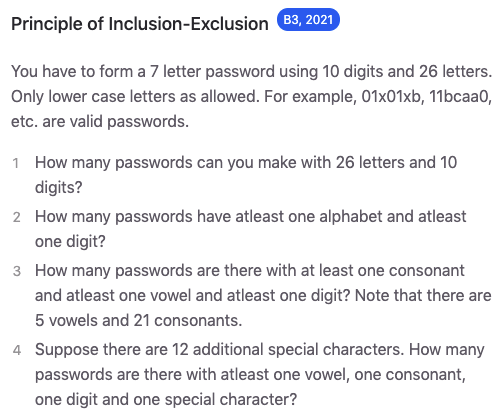 Principle of Inclusion-Exclusion B3, 2021
You have to form a 7 letter password using 10 digits and 26 letters.
Only lower case letters as allowed. For example, 01x01xb, 11bcaa0,
etc. are valid passwords.
1 How many passwords can you make with 26 letters and 10
digits?
2 How many passwords have atleast one alphabet and atleast
one digit?
3 How many passwords are there with at least one consonant
and atleast one vowel and atleast one digit? Note that there are
5 vowels and 21 consonants.
4 Suppose there are 12 additional special characters. How many
passwords are there with atleast one vowel, one consonant,
one digit and one special character?